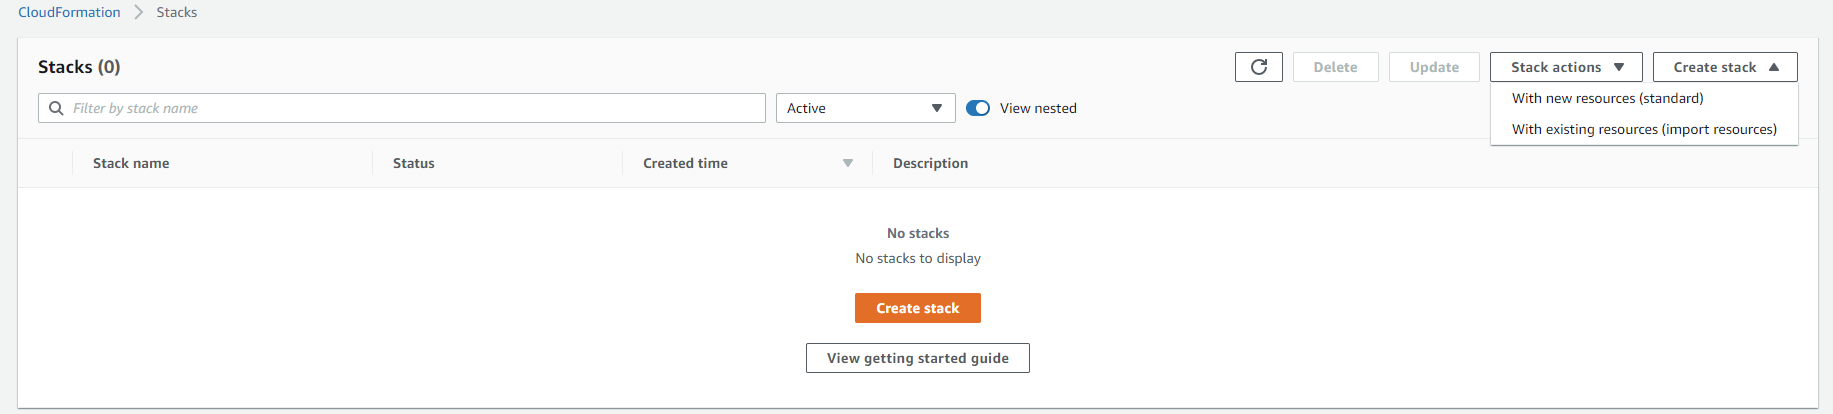 CloudFormation Stacks
Stacks (0) Delete Update Stack actions Create stack
Filter by stack name Active View nested
With new resources (standard)
With existing resources (import resources)
Stack name Status Created time Description
No stacks
No stacks to display
Create stack
View getting started guide